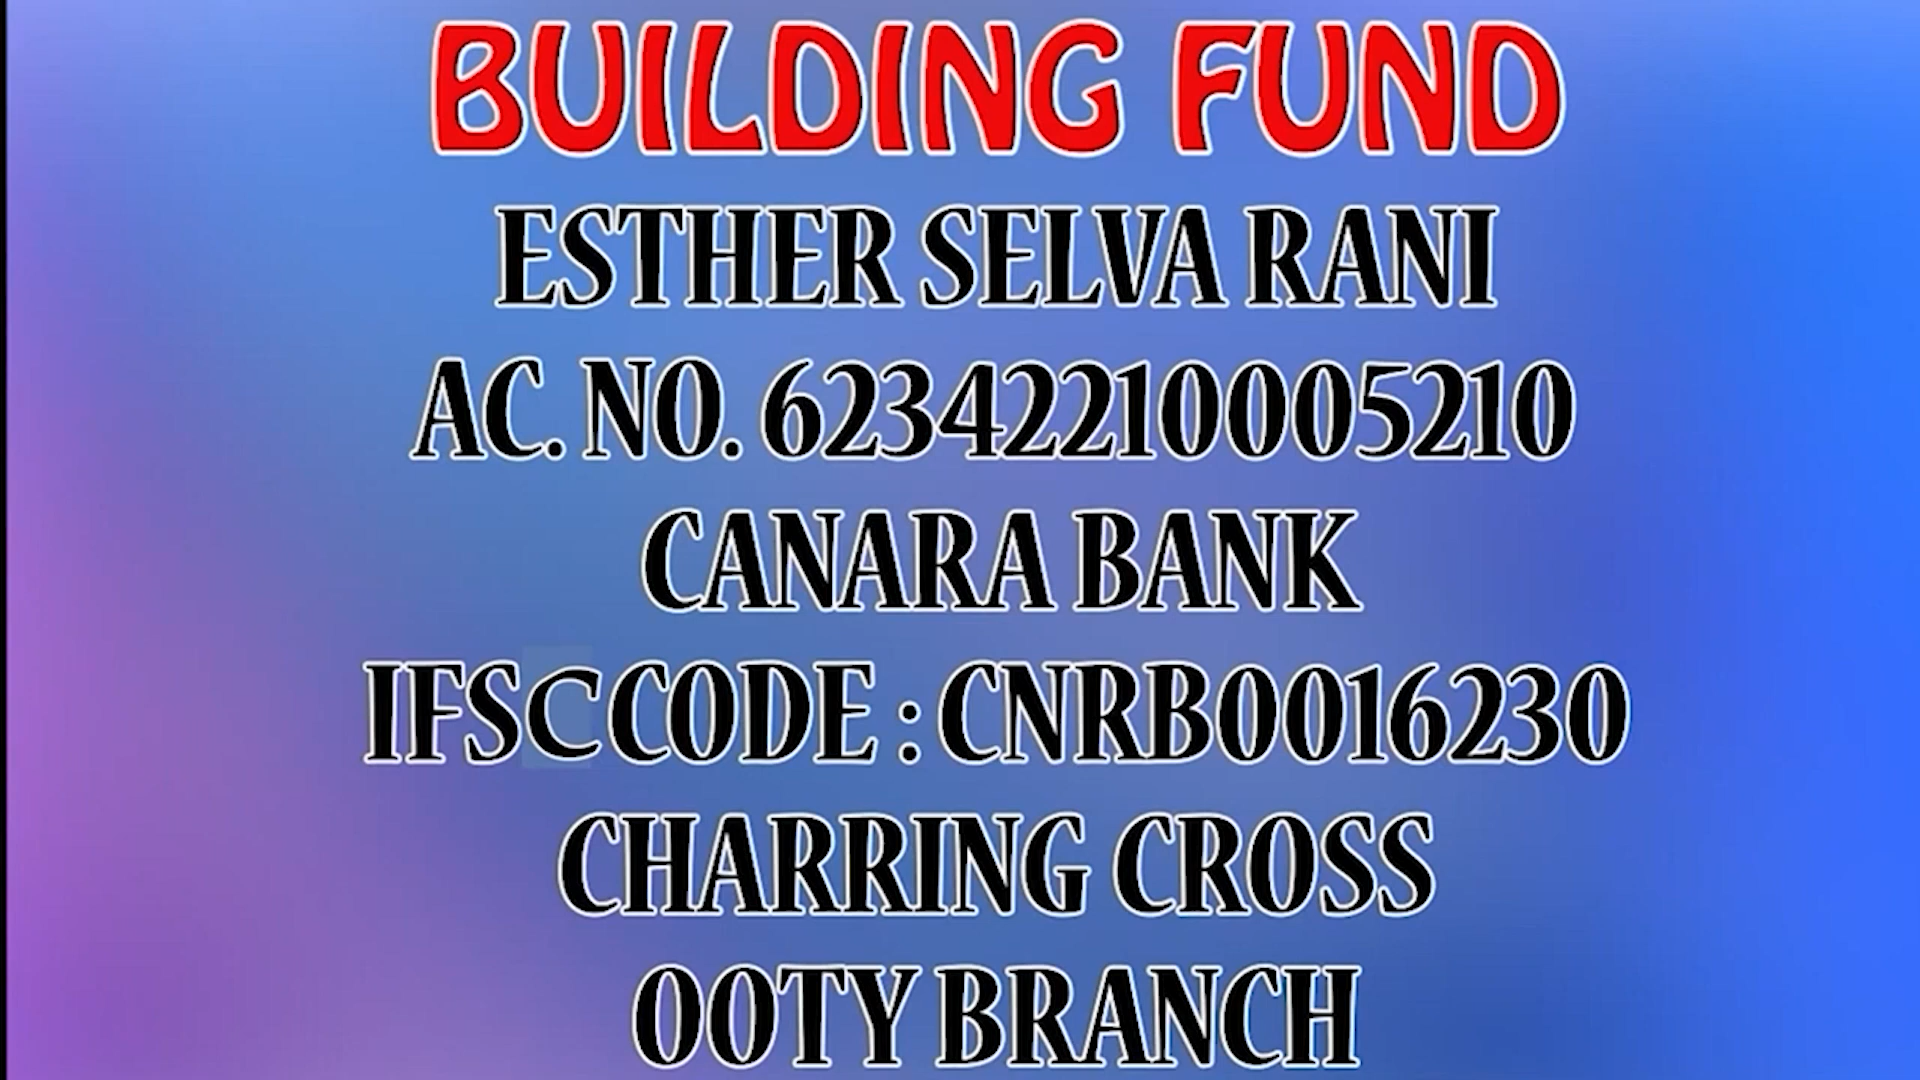 BUILDING FUND
ESTHER SELVA RANI
AC. NO. 62342210005210
CANARA BANK
IFSC CODE : CNRB0016230
CHARRING CROSS
OOTY BRANCH